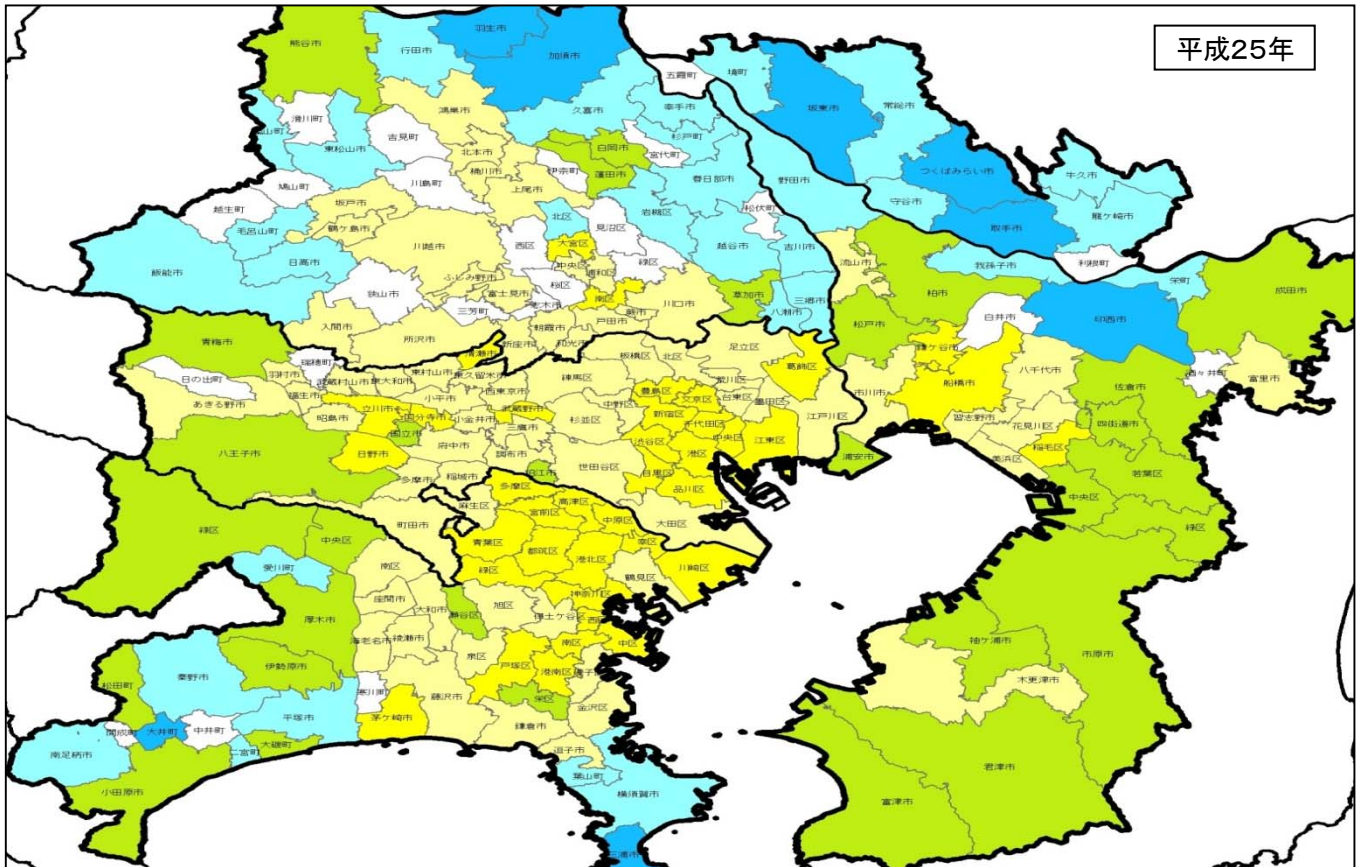 平成25年
熊谷市
行田市
羽生市
加須市
五霞町
境町
坂東市
常総市
滑川町
嵐山町
東松山市
吉見町
鴻巣市
久喜市
幸手市
杉戸町
宮代町
白岡市
蓮田市
北本市
桶川市
伊奈町
上尾市
春日部市
野田市
つくばみらい市
牛久市
守谷市
龍ヶ崎市
取手市
利根町
鳩山町
越生町
毛呂山町
坂戸市
鶴ヶ島市
川島町
川越市
日高市
飯能市
狭山市
入間市
所沢市
三芳町
ふじみ野市
富士見市
志木市
朝霞市
新座市
和光市
西区
北区
大宮区
見沼区
岩槻区
中央区
桜区
浦和区
緑区
南区
蕨市
戸田市
川口市
草加市
越谷市
松伏町
吉川市
三郷市
八潮市
流山市
柏市
我孫子市
松戸市
鎌ヶ谷市
白井市
印西市
栄町
成田市
富里市
酒々井町
佐倉市
四街道市
八千代市
船橋市
市川市
浦安市
習志野市
花見川区
稲毛区
美浜区
若葉区
中央区
緑区
市原市
袖ケ浦市
木更津市
君津市
富津市
青梅市
瑞穂町
日の出町
羽村市
あきる野市
福生市
武蔵村山市
東大和市
東村山市
清瀬市
東久留米市
西東京市
小平市
立川市
昭島市
国分寺市
国立市
小金井市
武蔵野市
三鷹市
府中市
調布市
狛江市
日野市
八王子市
多摩市
稲城市
町田市
板橋区
北区
足立区
葛飾区
練馬区
豊島区
文京区
荒川区
台東区
墨田区
中野区
新宿区
千代田区
杉並区
渋谷区
中央区
港区
江東区
江戸川区
世田谷区
目黒区
品川区
大田区
多摩区
麻生区
高津区
宮前区
中原区
幸区
川崎区
青葉区
都筑区
港北区
鶴見区
緑区
神奈川区
旭区
保土ケ谷区
西区
瀬谷区
南区
中区
戸塚区
港南区
磯子区
泉区
栄区
金沢区
緑区
中央区
南区
愛川町
座間市
大和市
厚木市
海老名市
綾瀬市
伊勢原市
秦野市
松田町
寒川町
藤沢市
茅ヶ崎市
平塚市
鎌倉市
逗子市
葉山町
横須賀市
三浦市
大磯町
二宮町
中井町
大井町
開成町
南足柄市
小田原市